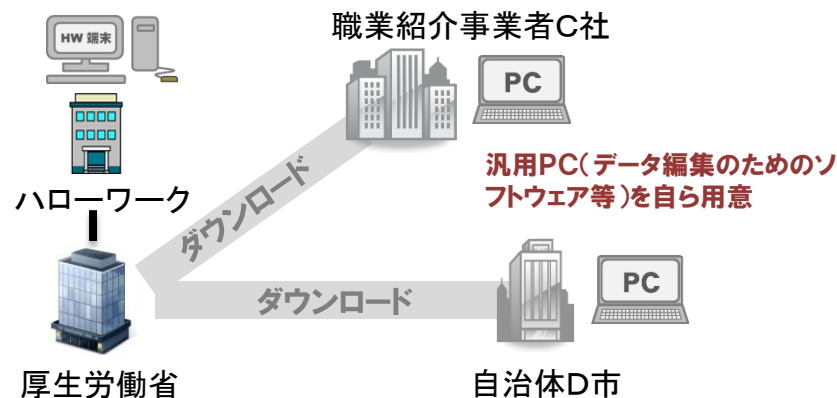 職業紹介事業者C社
HW 端末
PC
汎用PC(データ編集のためのソ
フトウェア等)を自ら用意
ハローワーク
ダウンロード
ダウンロード
PC
厚生労働省
自治体D市